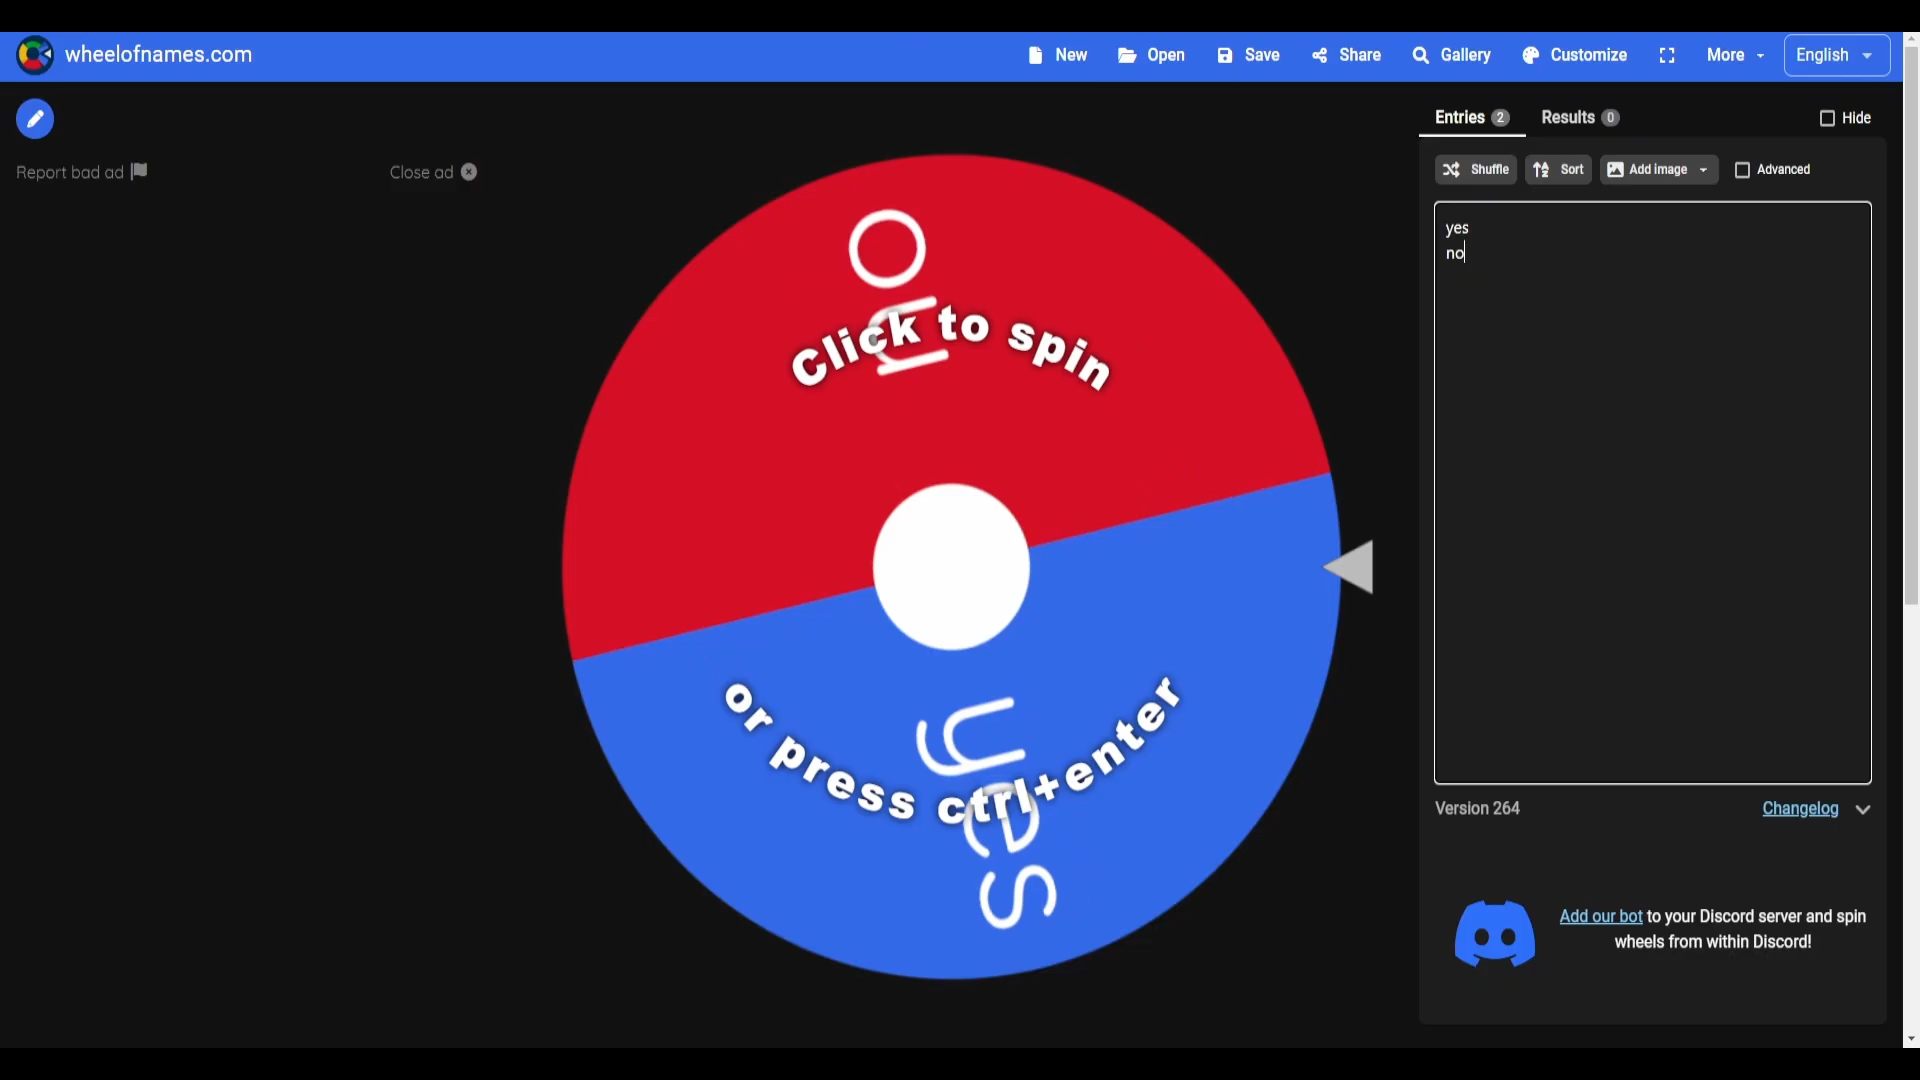 wheelofnames.com
New
Open
Save
Share
Gallery
Customize
More
English
Report bad ad
Close ad
Entries 2
Results 0
Hide
Shuffle
Sort
Add image
Advanced
yes
no
no
Click to spin
or press ctrl+enter
yes
Version 264
Changelog
Add our bot to your Discord server and spin
wheels from within Discord!